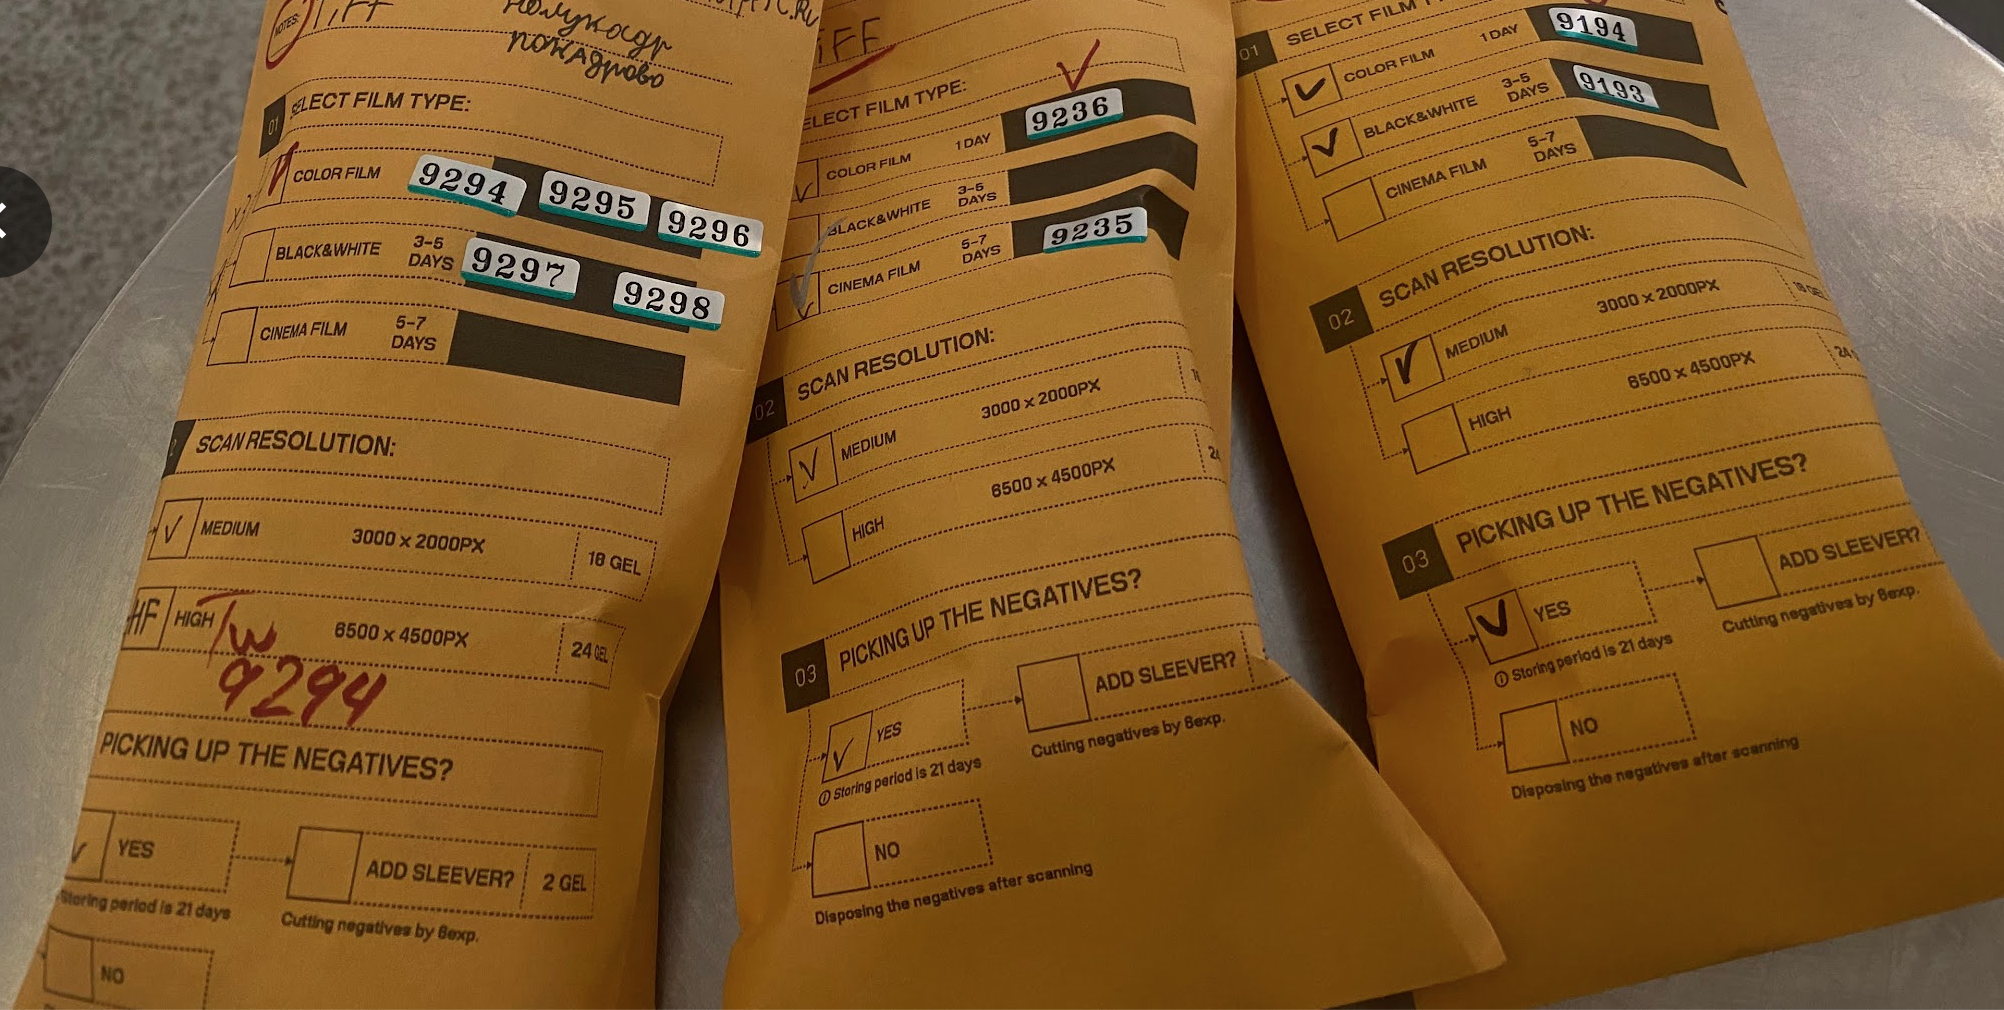 NOTES: TIFF
полукадр
покадрово
01 SELECT FILM TYPE:
COLOR FILM 9294 9295 9296
BLACK&WHITE 3-5 DAYS 9297 9298
CINEMA FILM 5-7 DAYS
SCAN RESOLUTION:
MEDIUM 3000 x 2000PX 18 GEL
HF HIGH 6500 x 4500PX 24 GEL
9294
PICKING UP THE NEGATIVES?
YES ADD SLEEVER? 2 GEL
Storing period is 21 days
Cutting negatives by 6exp.
NO
IFF
ELECT FILM TYPE:
COLOR FILM 1 DAY 9236
BLACK&WHITE 3-5 DAYS
CINEMA FILM 5-7 DAYS 9235
02 SCAN RESOLUTION:
MEDIUM 3000 x 2000PX
HIGH 6500 x 4500PX
03 PICKING UP THE NEGATIVES?
YES ADD SLEEVER?
Storing period is 21 days
Cutting negatives by 6exp.
NO
Disposing the negatives after scanning
01 SELECT FILM
COLOR FILM 1 DAY 9194
BLACK&WHITE 3-5 DAYS 9193
CINEMA FILM 5-7 DAYS
02 SCAN RESOLUTION:
MEDIUM 3000 x 2000PX 18 GEL
HIGH 6500 x 4500PX 24
03 PICKING UP THE NEGATIVES?
YES ADD SLEEVER?
Storing period is 21 days
Cutting negatives by 6exp.
NO
Disposing the negatives after scanning